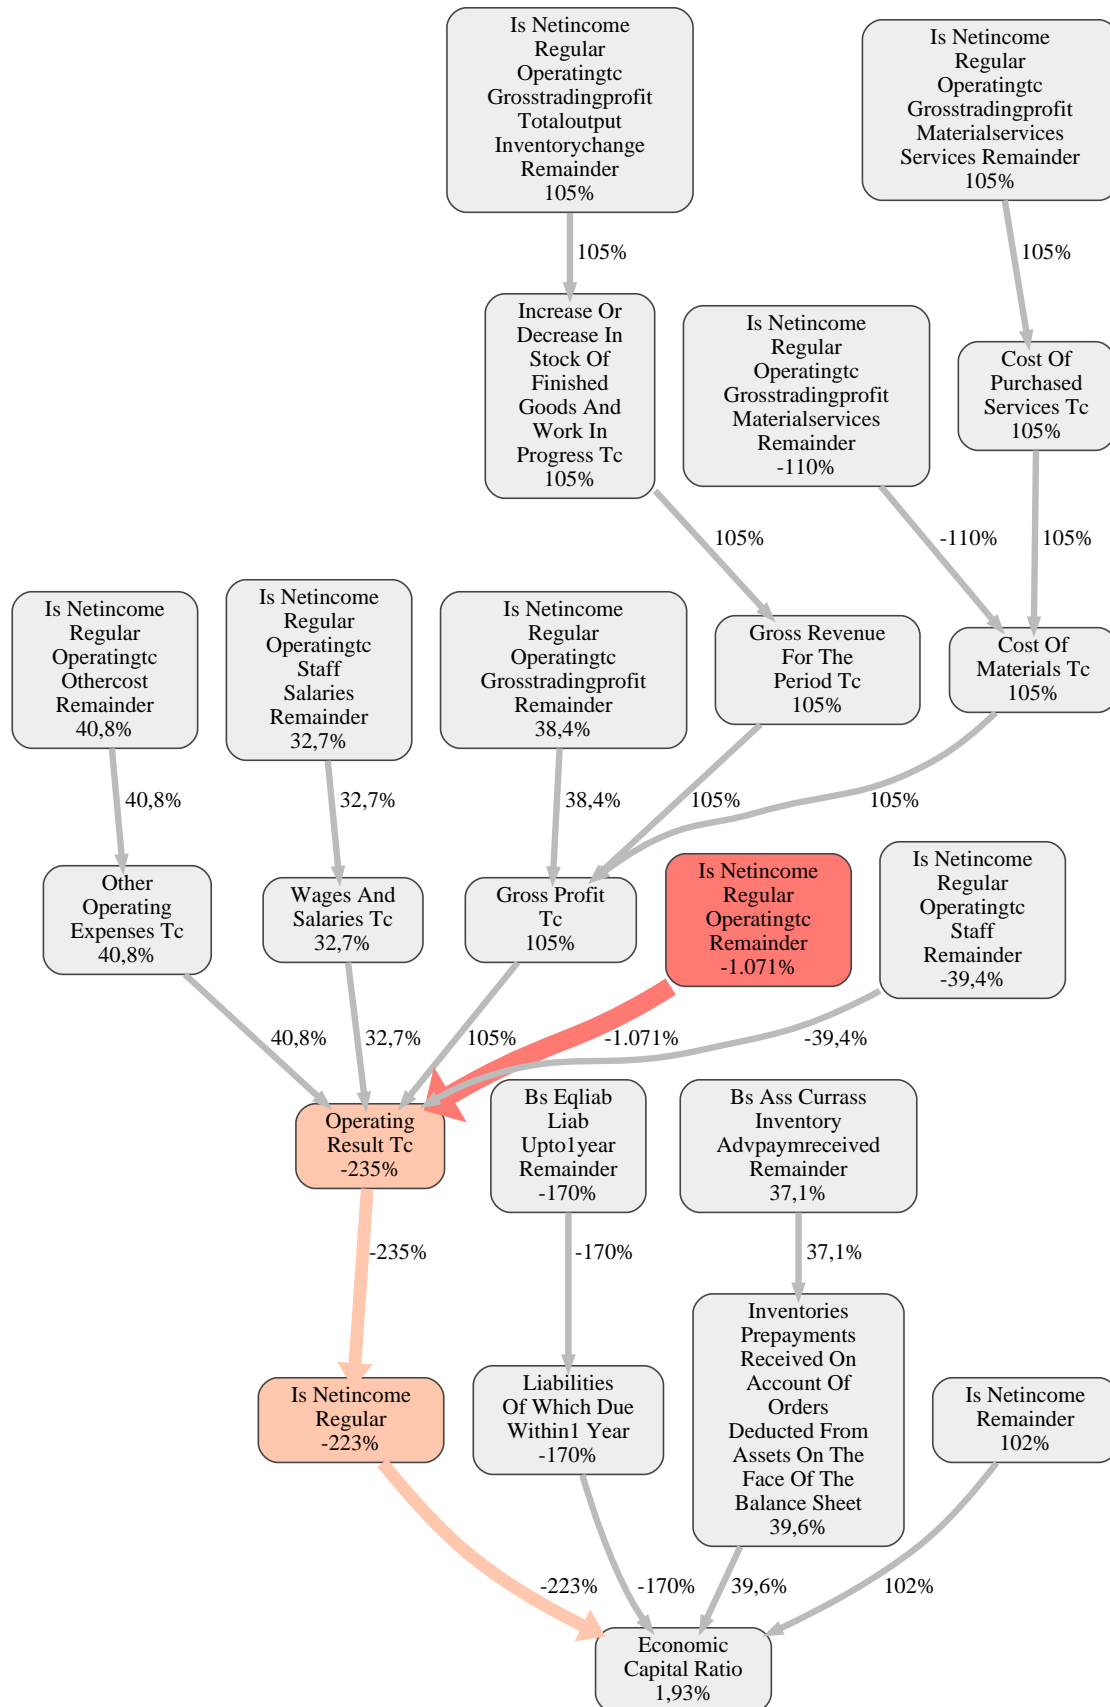 Is Netincome
Regular
Operatingtc
Grosstradingprofit
Totaloutput
Inventorychange
Remainder
105%
Is Netincome
Regular
Operatingtc
Grosstradingprofit
Materialservices
Services Remainder
105%
105%
105%
Increase Or
Decrease In
Stock Of
Finished
Goods And
Work In
Progress Tc
105%
Is Netincome
Regular
Operatingtc
Grosstradingprofit
Materialservices
Remainder
-110%
Cost Of
Purchased
Services Tc
105%
105%
-110%
105%
Is Netincome
Regular
Operatingtc
Othercost
Remainder
40,8%
Is Netincome
Regular
Operatingtc
Staff
Salaries
Remainder
32,7%
Is Netincome
Regular
Operatingtc
Grosstradingprofit
Remainder
38,4%
Gross Revenue
For The
Period Tc
105%
Cost Of
Materials Tc
105%
40,8%
32,7%
38,4%
105%
105%
Other
Operating
Expenses Tc
40,8%
Wages And
Salaries Tc
32,7%
Gross Profit
Tc
105%
Is Netincome
Regular
Operatingtc
Remainder
-1.071%
Is Netincome
Regular
Operatingtc
Staff
Remainder
-39,4%
40,8%
32,7%
105%
-1.071%
-39,4%
Operating
Result Tc
-235%
Bs Eqliab
Liab
Upto1year
Remainder
-170%
Bs Ass Currass
Inventory
Advpaymreceived
Remainder
37,1%
-235%
-170%
37,1%
Is Netincome
Regular
-223%
Liabilities
Of Which Due
Within1 Year
-170%
Inventories
Prepayments
Received On
Account Of
Orders
Deducted From
Assets On The
Face Of The
Balance Sheet
39,6%
Is Netincome
Remainder
102%
-223%
-170%
39,6%
102%
Economic
Capital Ratio
1,93%